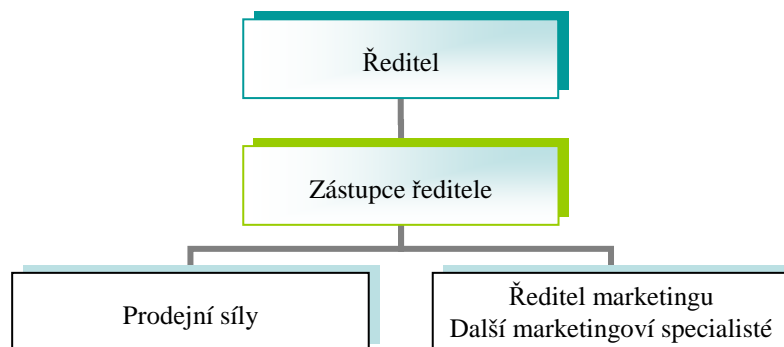 Ředitel
Zástupce ředitele
Prodejní síly
Ředitel marketingu
Další marketingoví specialisté